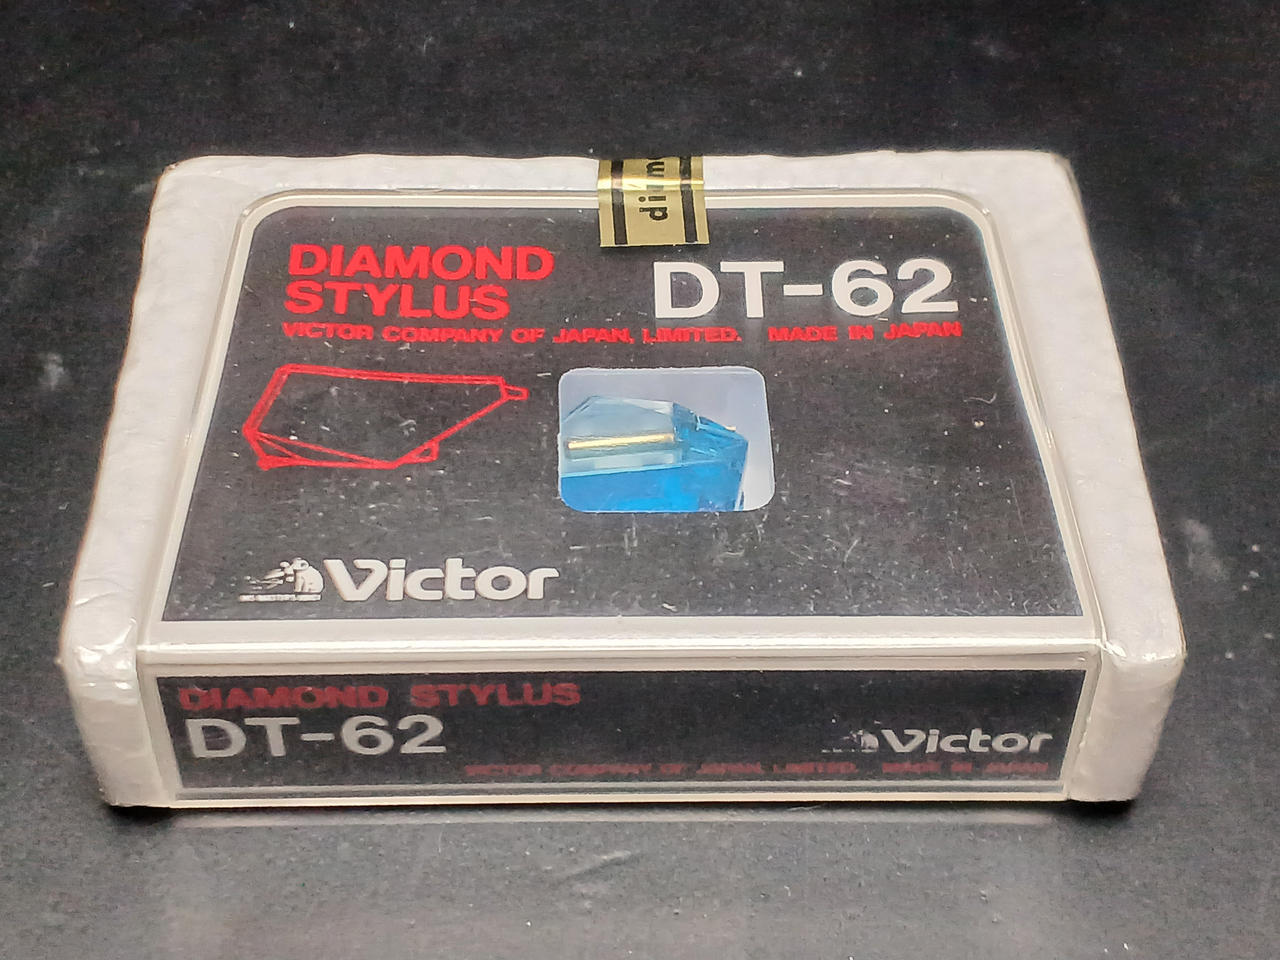 DIAMOND
STYLUS
DT-62
VICTOR COMPANY OF JAPAN, LIMITED. MADE IN JAPAN
Victor
DIAMOND STYLUS
DT-62
Victor
VICTOR COMPANY OF JAPAN, LIMITED. MADE IN JAPAN